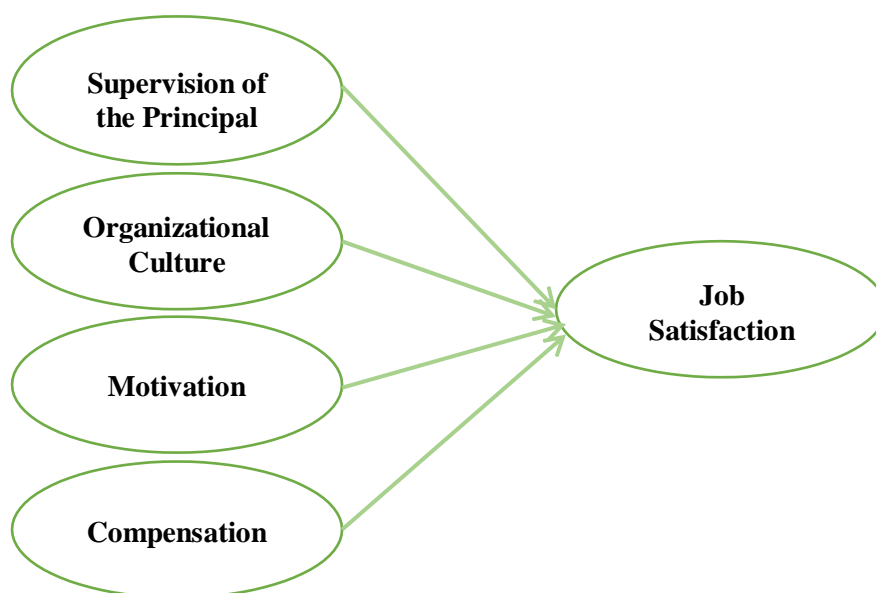 Supervision of
the Principal
Organizational
Culture
Motivation
Compensation
Job
Satisfaction